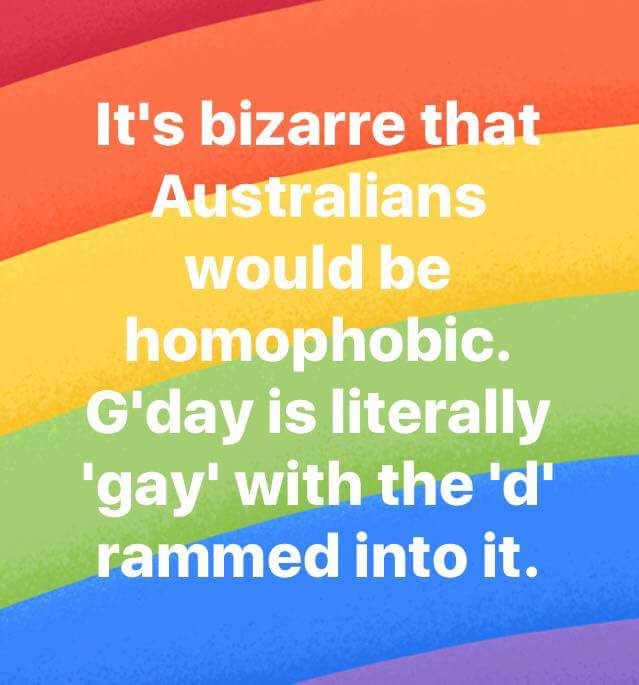 It's bizarre that
Australians
would be
homophobic.
G'day is literally
'gay' with the 'd'
rammed into it.